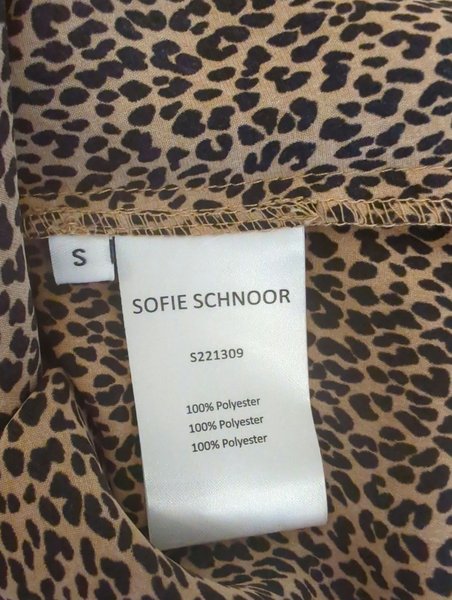 S
SOFIE SCHNOOR
S221309
100% Polyester
100% Polyester
100% Polyester